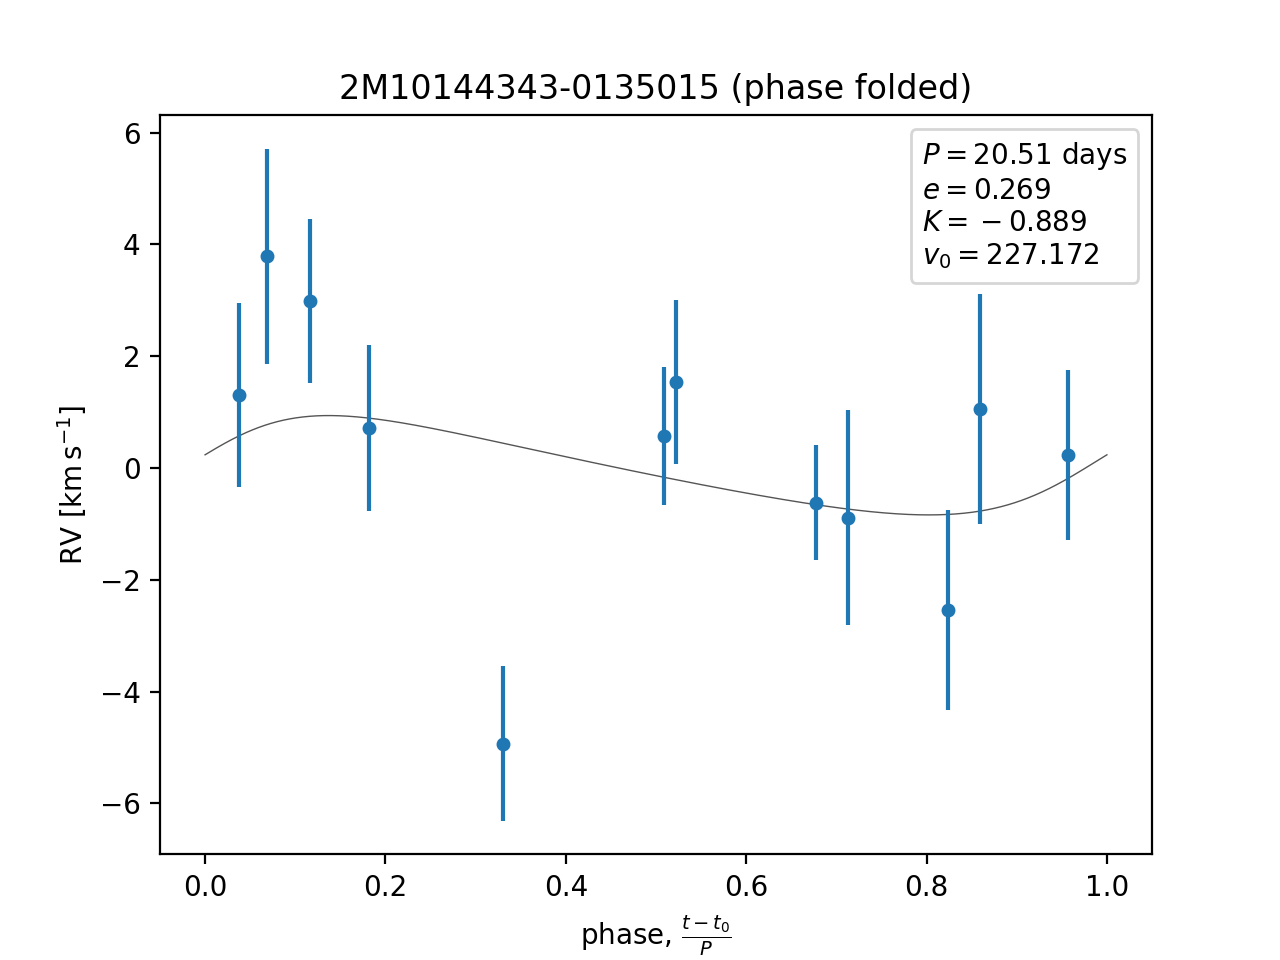 2M10144343-0135015 (phase folded)
P = 20.51 days
e = 0.269
K = −0.889
v₀ = 227.172
6
4
2
0
−2
−4
−6
RV [km s⁻¹]
0.0 0.2 0.4 0.6 0.8 1.0
phase, (t − t₀)/P